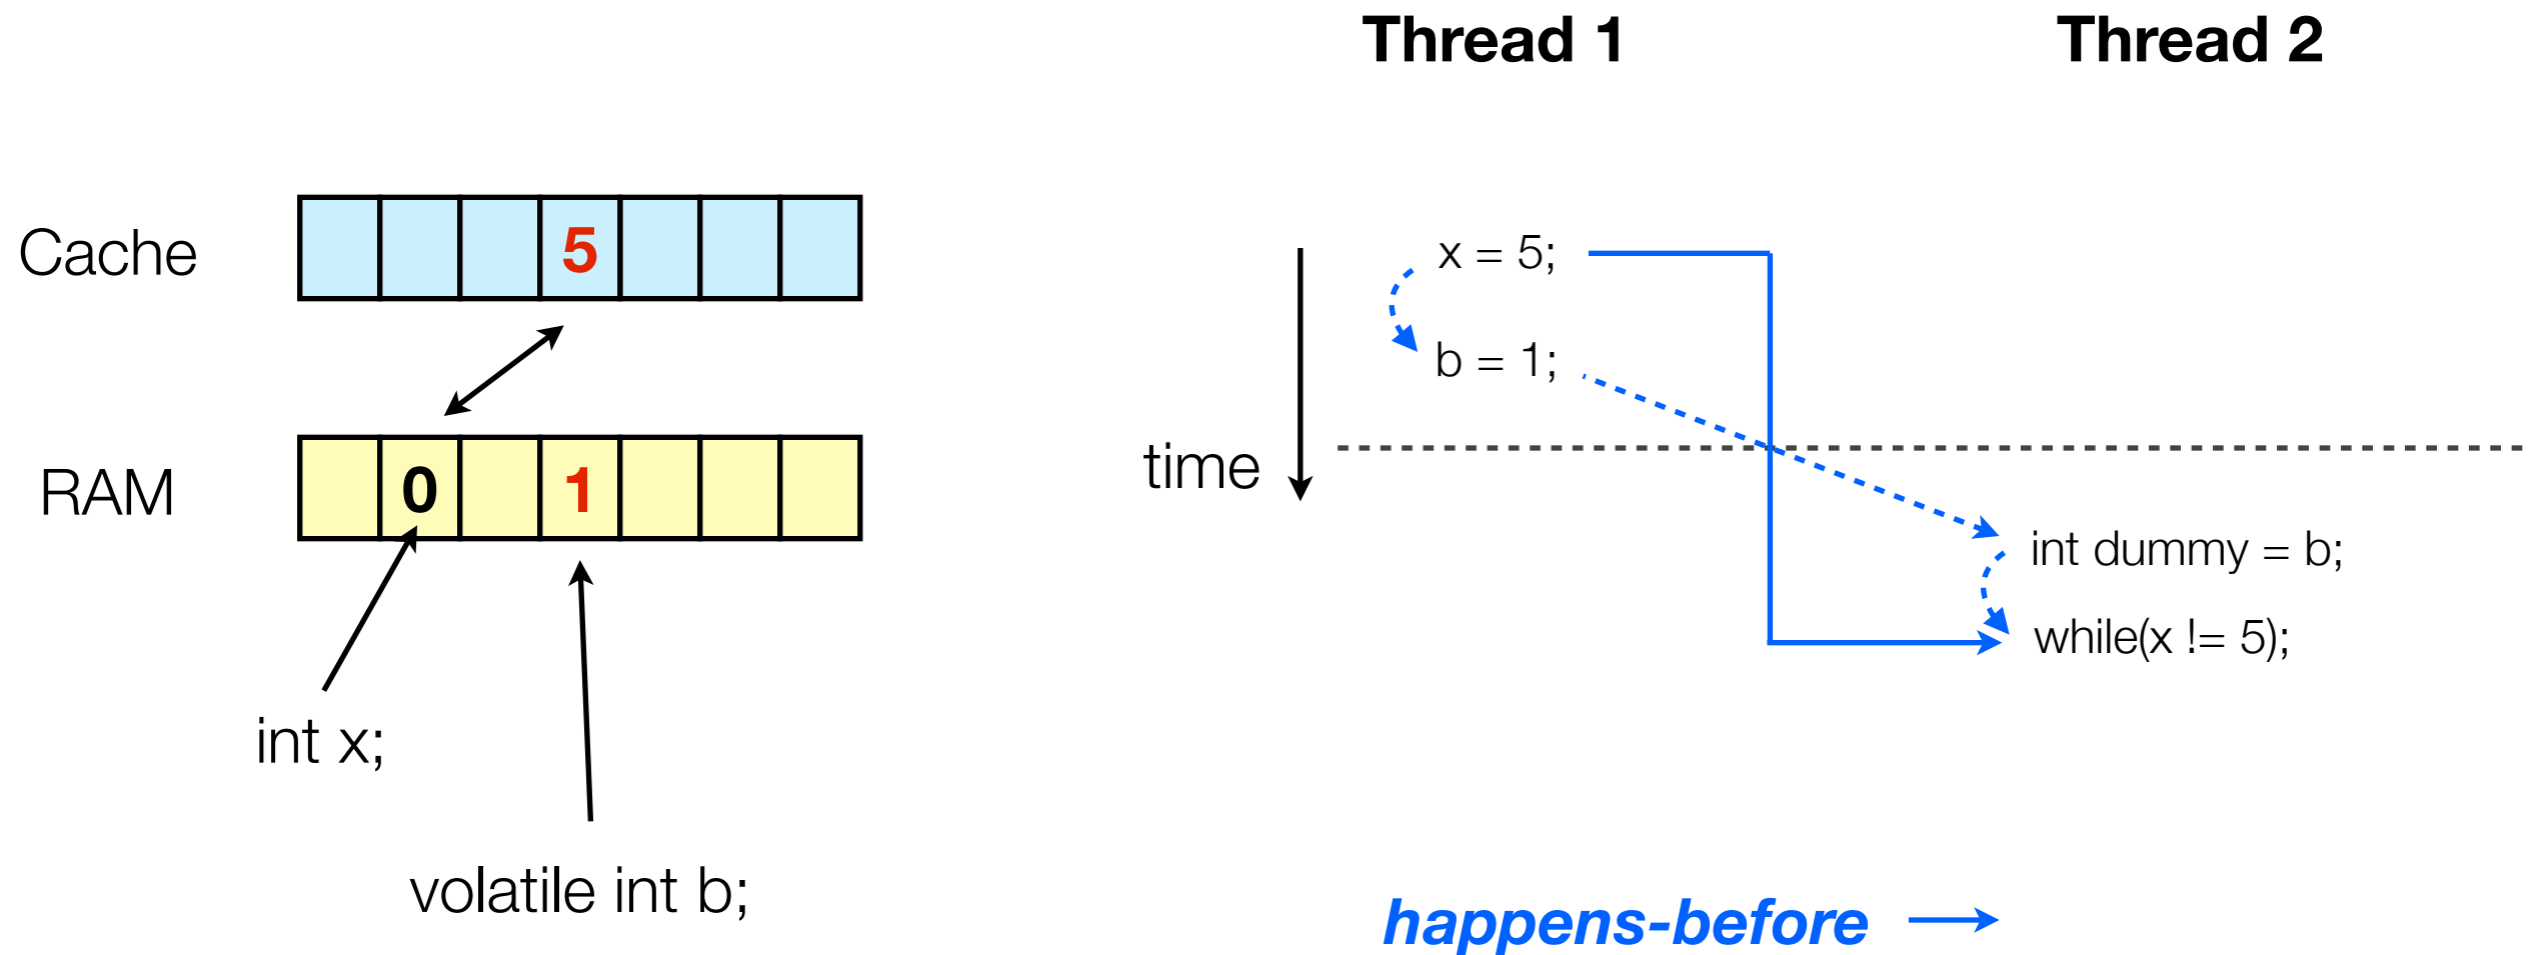 Thread 1
Thread 2
Cache
5
x = 5;
b = 1;
RAM
0
1
time
int dummy = b;
while(x != 5);
int x;
volatile int b;
happens-before